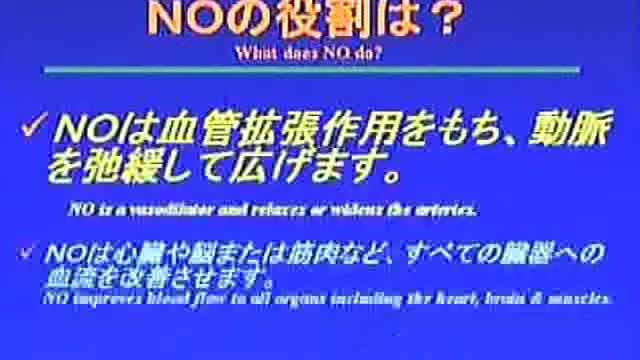 NOの役割は？
What does NO do?
✓NOは血管拡張作用をもち、動脈
を弛緩して広げます。
NO is a vasodilator and relaxes or widens the arteries.
✓NOは心臓や脳または筋肉など、すべての臓器への
血流を改善させます。
NO improves blood flow to all organs including the heart, brain & muscles.